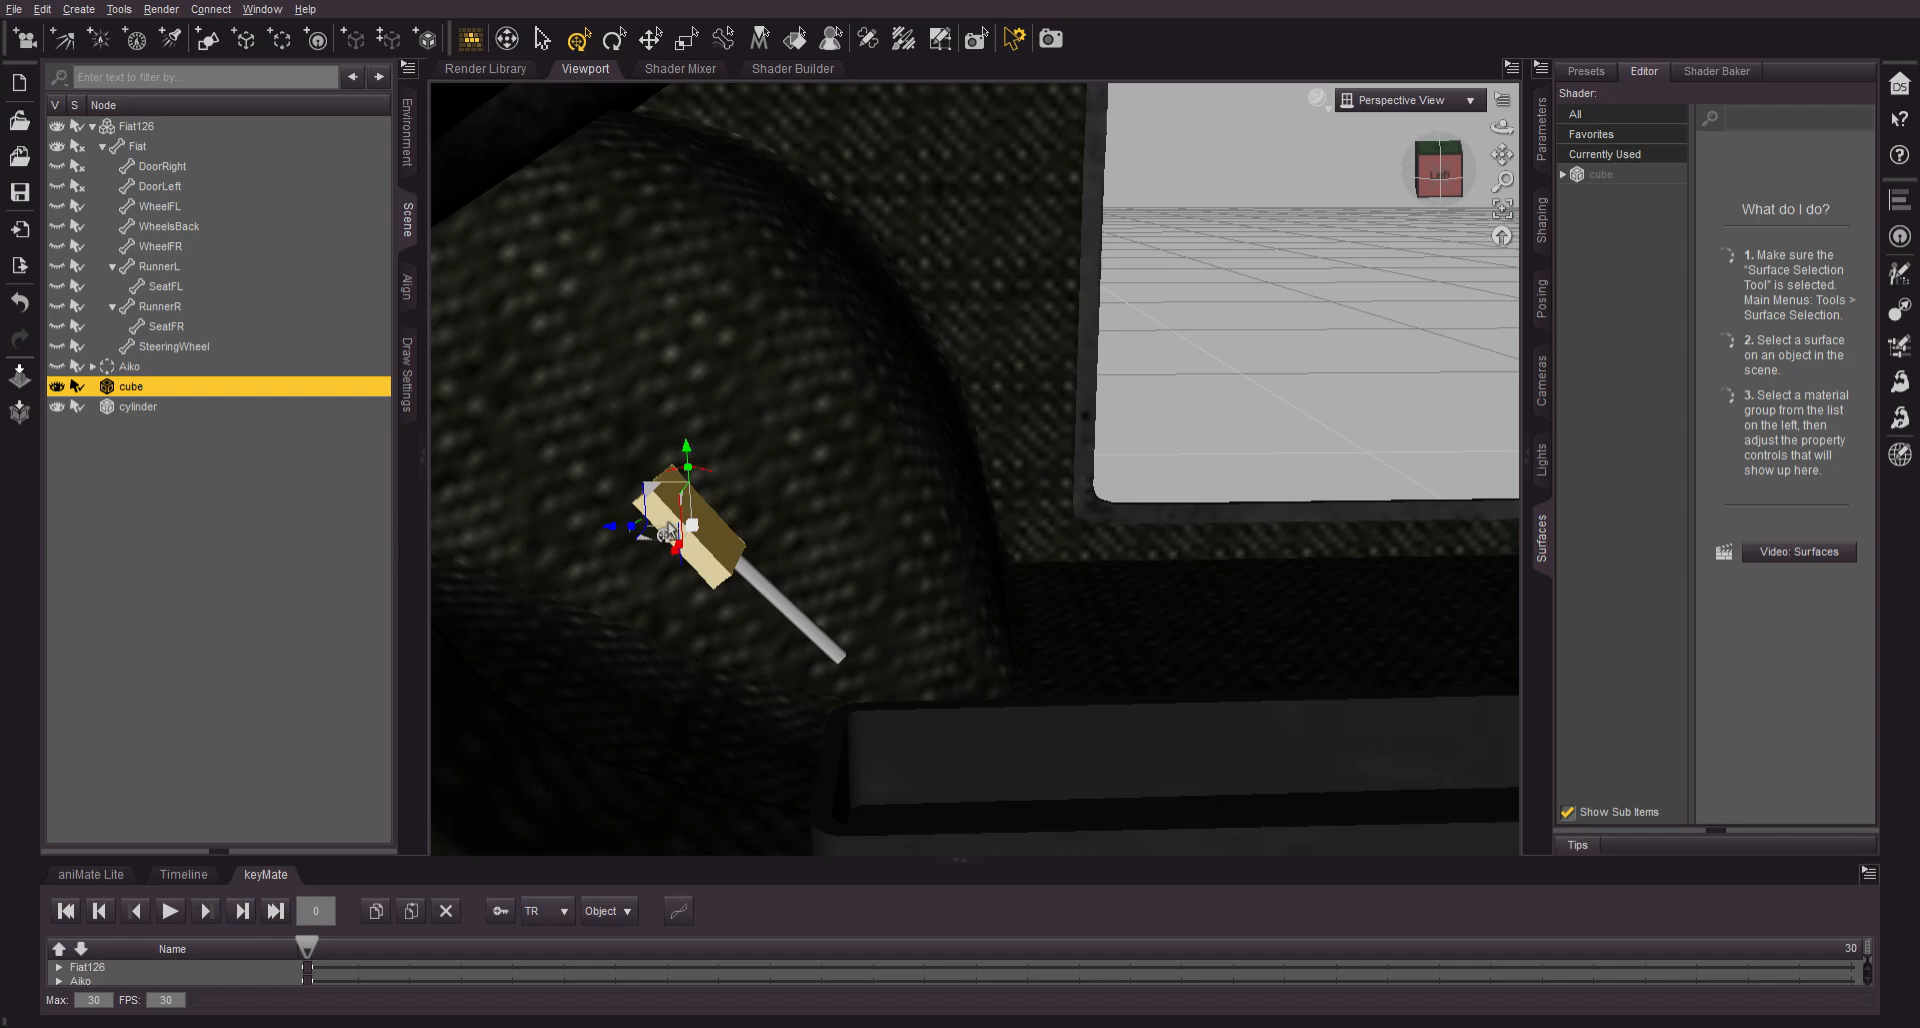 File Edit Create Tools Render Connect Window Help
Render Library Viewport Shader Mixer Shader Builder
Enter text to filter by...
V S Node
Fiat126
Fiat
DoorRight
DoorLeft
WheelFL
WheelsBack
WheelFR
RunnerL
SeatFL
RunnerR
SeatFR
SteeringWheel
Aiko
cube
cylinder
Environment
Scene
Align
Draw Settings
Perspective View
Left
Parameters
Shaping
Posing
Cameras
Lights
Surfaces
Presets Editor Shader Baker
Shader:
All
Favorites
Currently Used
cube
What do I do?
1. Make sure the
“Surface Selection
Tool” is selected.
Main Menus: Tools >
Surface Selection.
2. Select a surface
on an object in the
scene.
3. Select a material
group from the list
on the left, then
adjust the property
controls that will
show up here.
Video: Surfaces
Show Sub Items
Tips
DS
aniMate Lite Timeline keyMate
0 TR Object
Name 30
Fiat126
Aiko
Max: 30 FPS: 30